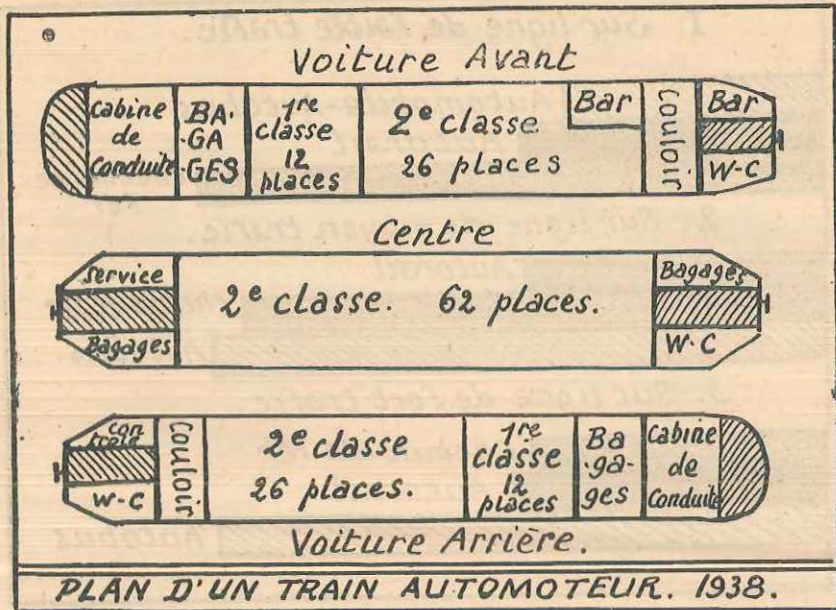 Voiture Avant
Cabine
de
Conduite
BA.
.GA
GES
1re
classe
12
places
2e classe
26 places
Bar
Couloir
Bar
W-C
Centre
Service
Bagages
2e classe. 62 places.
Bagages
W.C
con
trole
W-C
Couloir
2e classe
26 places.
1re
classe
12
places
Ba
.ga-
ges
Cabine
de
Conduite
Voiture Arrière.
PLAN D'UN TRAIN AUTOMOTEUR. 1938.